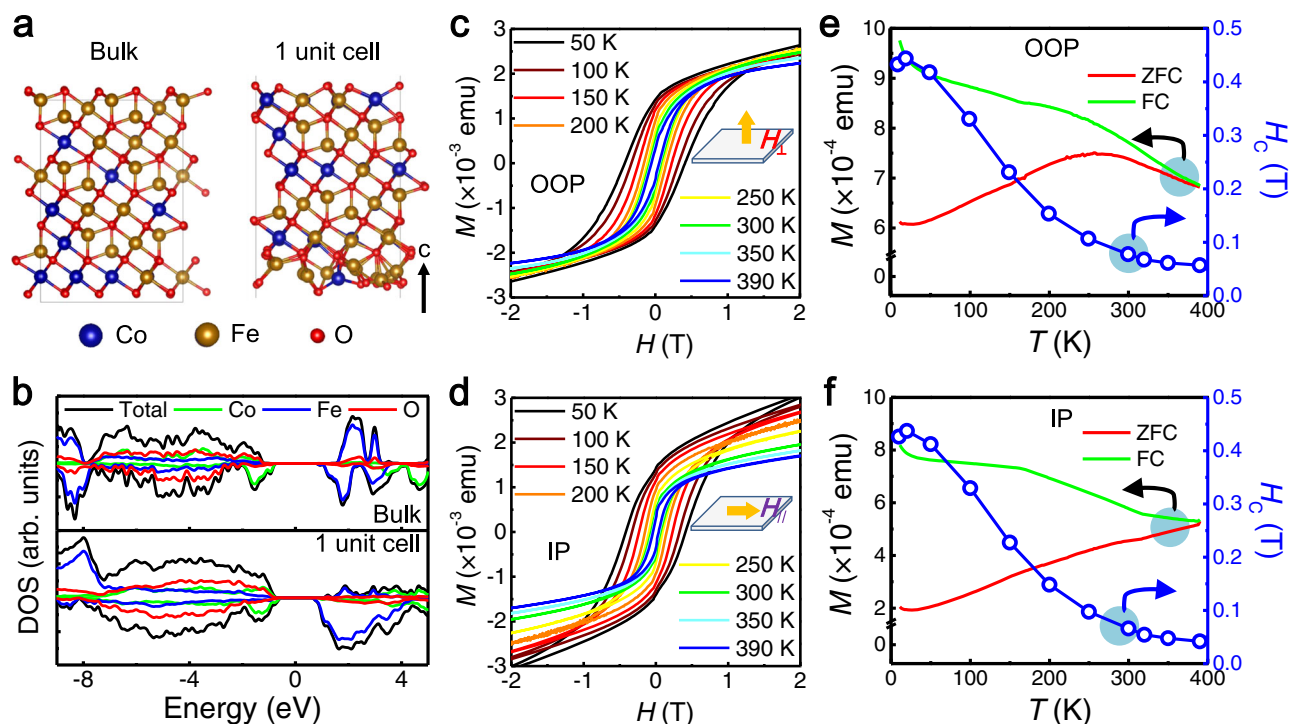 a
Bulk
1 unit cell
c
Co
Fe
O
b
Total
Co
Fe
O
Bulk
1 unit cell
DOS (arb. units)
-8
-4
0
4
Energy (eV)
c
50 K
100 K
150 K
200 K
OOP
H⊥
250 K
300 K
350 K
390 K
M (×10⁻³ emu)
3
2
1
0
-1
-2
-3
-2
-1
0
1
2
H (T)
d
50 K
100 K
150 K
200 K
IP
H//
250 K
300 K
350 K
390 K
M (×10⁻³ emu)
3
2
1
0
-1
-2
-3
-2
-1
0
1
2
H (T)
e
OOP
ZFC
FC
M (×10⁻⁴ emu)
10
9
8
7
6
0
0.5
0.4
0.3
0.2
0.1
0.0
H_C (T)
0
100
200
300
400
T (K)
f
IP
ZFC
FC
M (×10⁻⁴ emu)
10
8
6
4
2
0
0.5
0.4
0.3
0.2
0.1
0.0
H_C (T)
0
100
200
300
400
T (K)